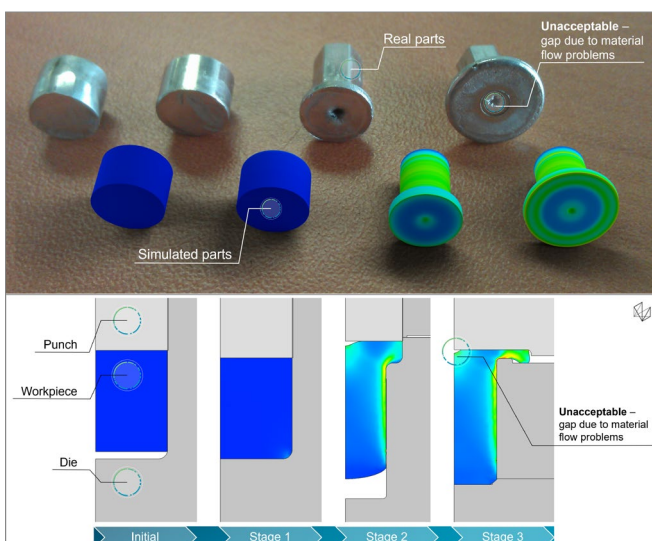 Real parts
Unacceptable –
gap due to material
flow problems
Simulated parts
Punch
Workpiece
Die
Unacceptable –
gap due to material
flow problems
Initial
Stage 1
Stage 2
Stage 3